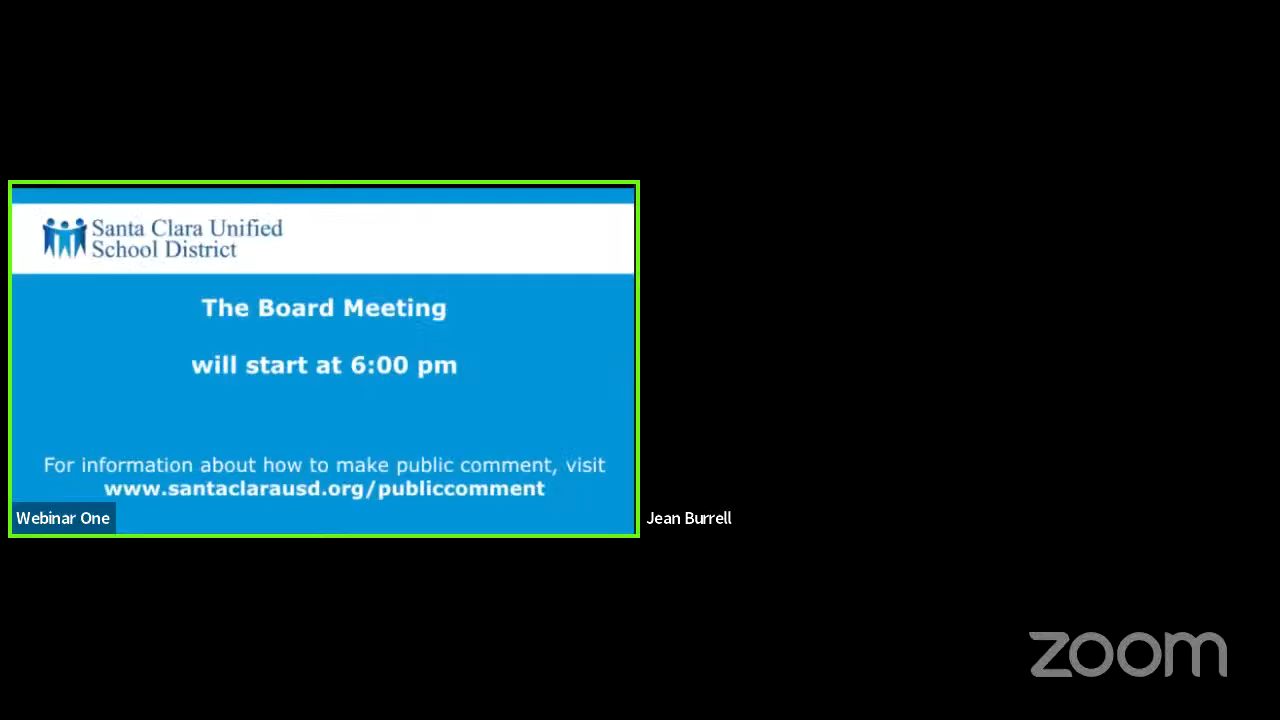 Santa Clara Unified
School District
The Board Meeting
will start at 6:00 pm
For information about how to make public comment, visit
www.santaclarausd.org/publiccomment
Webinar One
Jean Burrell
zoom